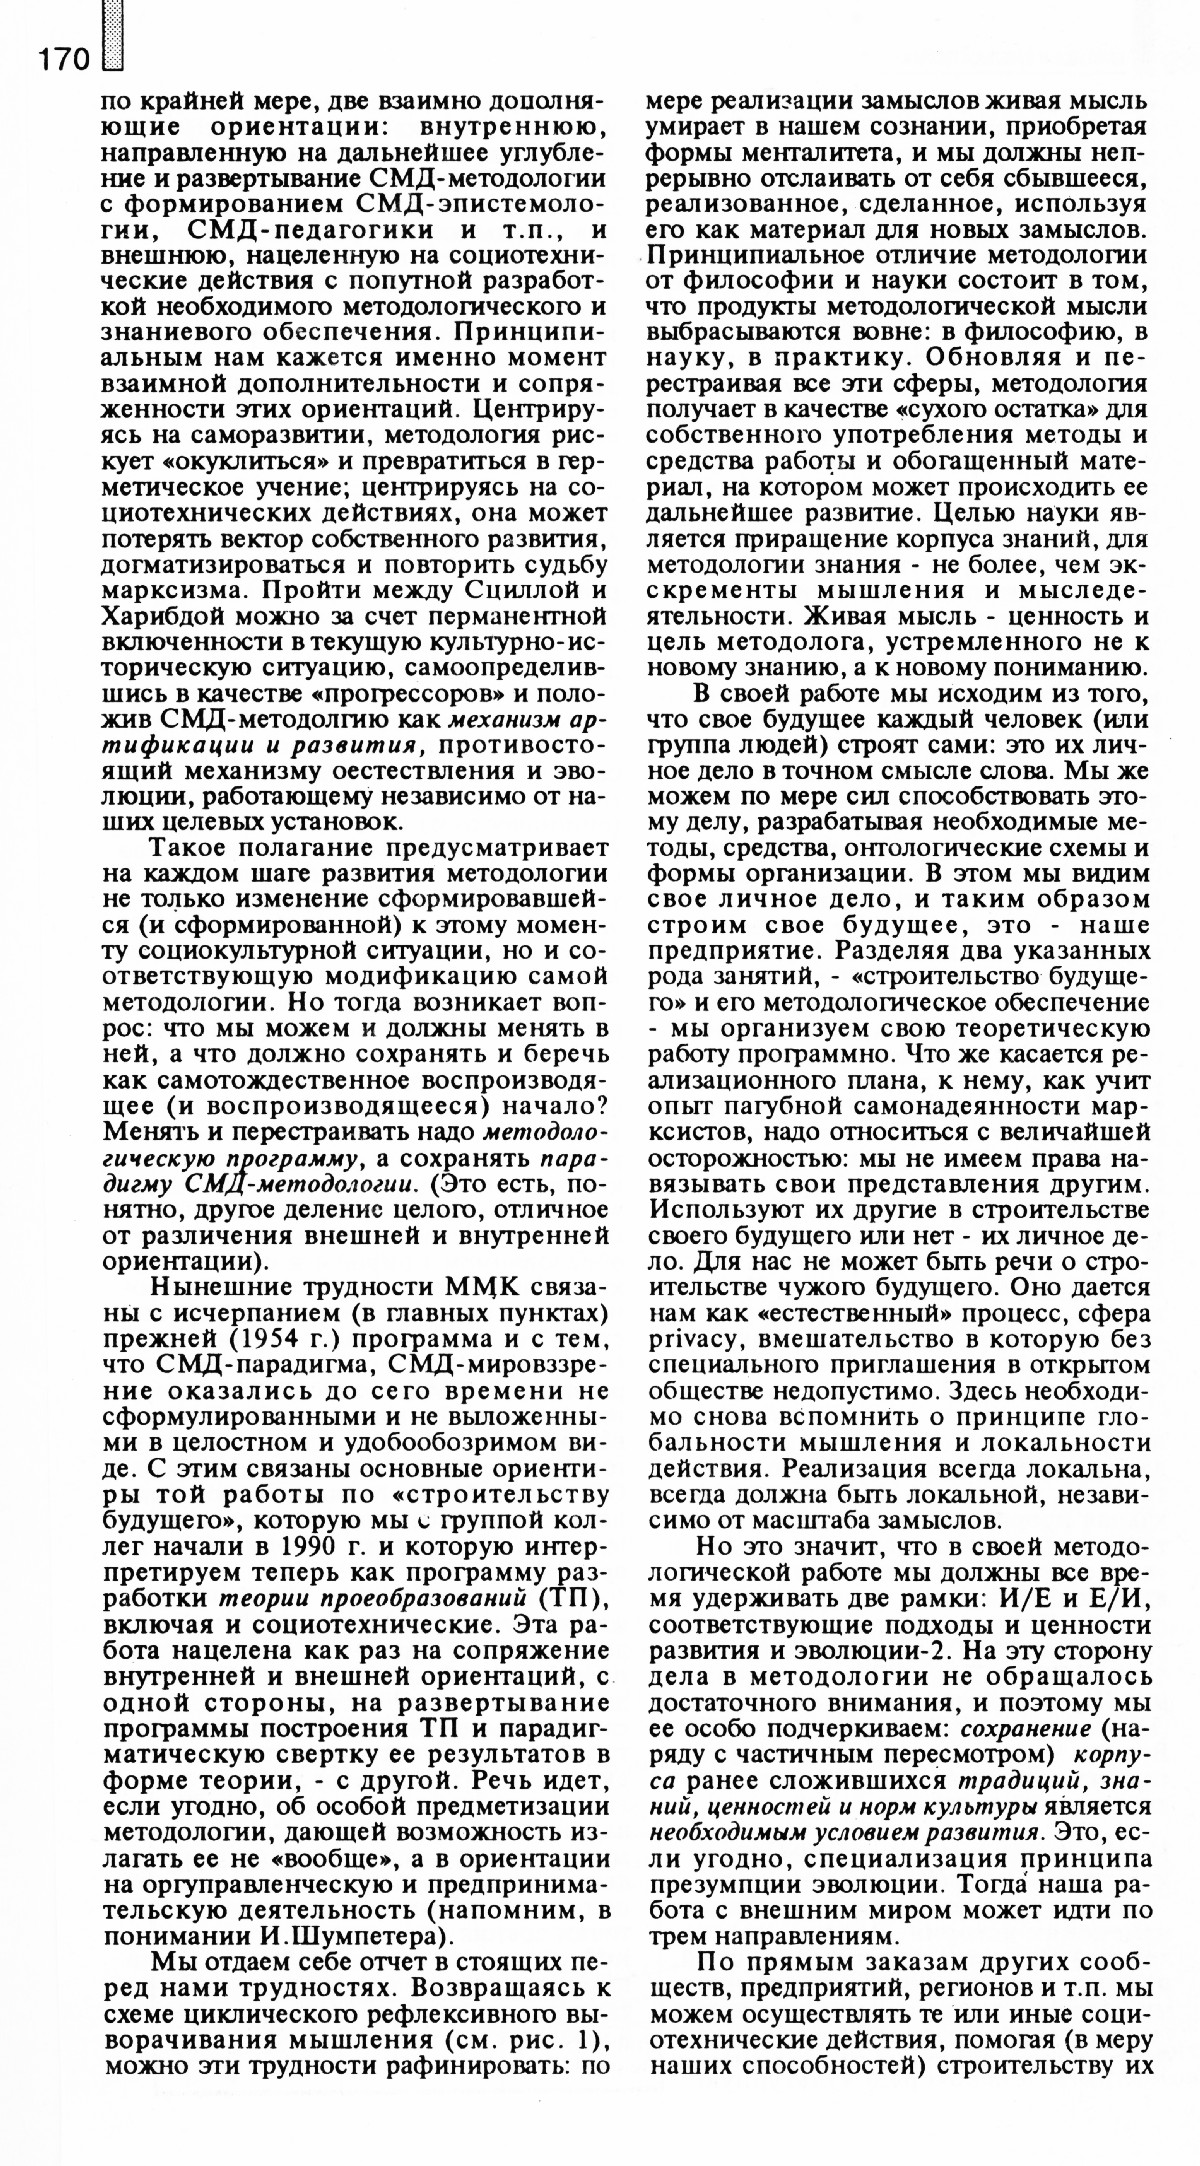 170
по крайней мере, две взаимно дополня-
ющие ориентации: внутреннюю,
направленную на дальнейшее углубле-
ние и развертывание СМД-методологии
с формированием СМД-эпистемоло-
гии, СМД-педагогики и т.п., и
внешнюю, нацеленную на социотехни-
ческие действия с попутной разработ-
кой необходимого методологического и
знаниевого обеспечения. Принципи-
альным нам кажется именно момент
взаимной дополнительности и сопря-
женности этих ориентаций. Центриру-
ясь на саморазвитии, методология рис-
кует «окуклиться» и превратиться в гер-
метическое учение; центрируясь на со-
циотехнических действиях, она может
потерять вектор собственного развития,
догматизироваться и повторить судьбу
марксизма. Пройти между Сциллой и
Харибдой можно за счет перманентной
включенности в текущую культурно-ис-
торическую ситуацию, самоопределив-
шись в качестве «прогрессоров» и поло-
жив СМД-методолгию как механизм ар-
тификации и развития, противосто-
ящий механизму оестествления и эво-
люции, работающему независимо от на-
ших целевых установок.
Такое полагание предусматривает
на каждом шаге развития методологии
не только изменение сформировавшей-
ся (и сформированной) к этому момен-
ту социокультурной ситуации, но и со-
ответствующую модификацию самой
методологии. Но тогда возникает воп-
рос: что мы можем и должны менять в
ней, а что должно сохранять и беречь
как самотождественное воспроизводя-
щее (и воспроизводящееся) начало?
Менять и перестраивать надо методоло-
гическую программу, а сохранять пара-
дигму СМД-методологии. (Это есть, по-
нятно, другое деление целого, отличное
от различения внешней и внутренней
ориентации).
Нынешние трудности ММК связа-
ны с исчерпанием (в главных пунктах)
прежней (1954 г.) программа и с тем,
что СМД-парадигма, СМД-мировззре-
ние оказались до сего времени не
сформулированными и не выложенны-
ми в целостном и удобообозримом ви-
де. С этим связаны основные ориенти-
ры той работы по «строительству
будущего», которую мы с группой кол-
лег начали в 1990 г. и которую интер-
претируем теперь как программу раз-
работки теории проеобразований (ТП),
включая и социотехнические. Эта ра-
бота нацелена как раз на сопряжение
внутренней и внешней ориентаций, с
одной стороны, на развертывание
программы построения ТП и парадиг-
матическую свертку ее результатов в
форме теории, - с другой. Речь идет,
если угодно, об особой предметизации
методологии, дающей возможность из-
лагать ее не «вообще», а в ориентации
на оргуправленческую и предпринима-
тельскую деятельность (напомним, в
понимании И.Шумпетера).
Мы отдаем себе отчет в стоящих пе-
ред нами трудностях. Возвращаясь к
схеме циклического рефлексивного вы-
ворачивания мышления (см. рис. 1),
можно эти трудности рафинировать: по
мере реализации замыслов живая мысль
умирает в нашем сознании, приобретая
формы менталитета, и мы должны неп-
рерывно отслаивать от себя сбывшееся,
реализованное, сделанное, используя
его как материал для новых замыслов.
Принципиальное отличие методологии
от философии и науки состоит в том,
что продукты методологической мысли
выбрасываются вовне: в философию, в
науку, в практику. Обновляя и пе-
рестраивая все эти сферы, методология
получает в качестве «сухого остатка» для
собственного употребления методы и
средства работы и обогащенный мате-
риал, на котором может происходить ее
дальнейшее развитие. Целью науки яв-
ляется приращение корпуса знаний, для
методологии знания - не более, чем эк-
скременты мышления и мыследе-
ятельности. Живая мысль - ценность и
цель методолога, устремленного не к
новому знанию, а к новому пониманию.
В своей работе мы исходим из того,
что свое будущее каждый человек (или
группа людей) строят сами: это их лич-
ное дело в точном смысле слова. Мы же
можем по мере сил способствовать это-
му делу, разрабатывая необходимые ме-
тоды, средства, онтологические схемы и
формы организации. В этом мы видим
свое личное дело, и таким образом
строим свое будущее, это - наше
предприятие. Разделяя два указанных
рода занятий, - «строительство будуще-
го» и его методологическое обеспечение
- мы организуем свою теоретическую
работу программно. Что же касается ре-
ализационного плана, к нему, как учит
опыт пагубной самонадеянности мар-
ксистов, надо относиться с величайшей
осторожностью: мы не имеем права на-
вязывать свои представления другим.
Используют их другие в строительстве
своего будущего или нет - их личное де-
ло. Для нас не может быть речи о стро-
ительстве чужого будущего. Оно дается
нам как «естественный» процесс, сфера
privacy, вмешательство в которую без
специального приглашения в открытом
обществе недопустимо. Здесь необходи-
мо снова вспомнить о принципе гло-
бальности мышления и локальности
действия. Реализация всегда локальна,
всегда должна быть локальной, незави-
симо от масштаба замыслов.
Но это значит, что в своей методо-
логической работе мы должны все вре-
мя удерживать две рамки: И/Е и Е/И,
соответствующие подходы и ценности
развития и эволюции-2. На эту сторону
дела в методологии не обращалось
достаточного внимания, и поэтому мы
ее особо подчеркиваем: сохранение (на-
ряду с частичным пересмотром) корпу-
са ранее сложившихся традиций, зна-
ний, ценностей и норм культуры является
необходимым условием развития. Это, ес-
ли угодно, специализация принципа
презумпции эволюции. Тогда наша ра-
бота с внешним миром может идти по
трем направлениям.
По прямым заказам других сооб-
ществ, предприятий, регионов и т.п. мы
можем осуществлять те или иные соци-
отехнические действия, помогая (в меру
наших способностей) строительству их